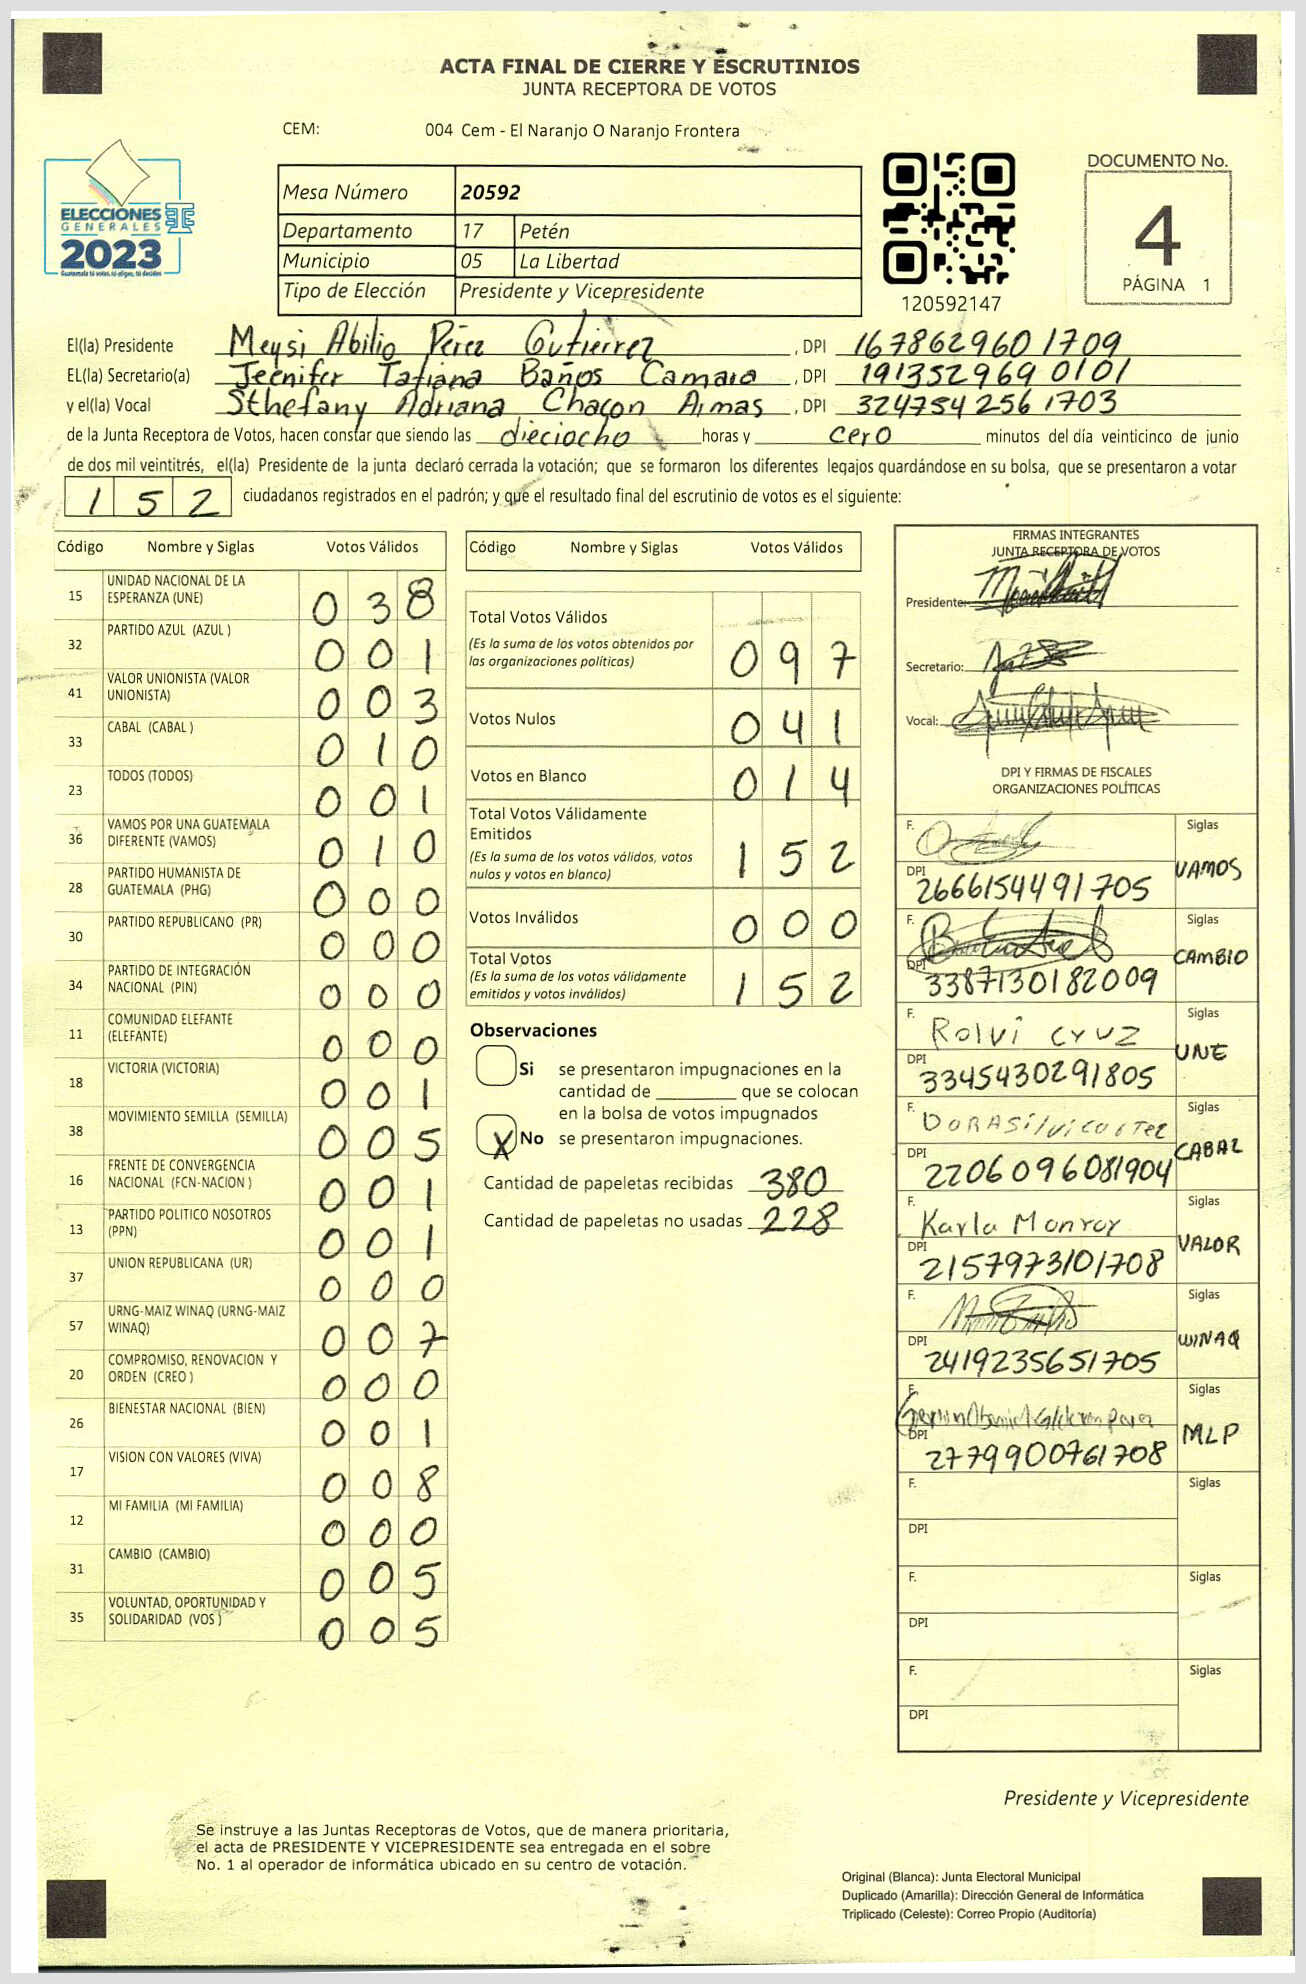 ACTA FINAL DE CIERRE Y ESCRUTINIOS
JUNTA RECEPTORA DE VOTOS
CEM: 004 Cem - El Naranjo O Naranjo Frontera
ELECCIONES
GENERALES
2023
Guatemala tú votas, tú eliges, tú decides
Mesa Número 20592
Departamento 17 Petén
Municipio 05 La Libertad
Tipo de Elección Presidente y Vicepresidente
120592147
DOCUMENTO No.
4
PÁGINA 1
El(la) Presidente Meysi Abilio Pérez Gutierrez , DPI 167862960 1709
EL(la) Secretario(a) Jeenifer Tatiana Baños Camara , DPI 191352969 0101
y el(la) Vocal Sthefany Adriana Chacon Armas , DPI 324754256 1703
de la Junta Receptora de Votos, hacen constar que siendo las dieciocho horas y cero minutos del día veinticinco de junio
de dos mil veintitrés, el(la) Presidente de la junta declaró cerrada la votación; que se formaron los diferentes legajos quardándose en su bolsa, que se presentaron a votar
1 5 2 ciudadanos registrados en el padrón; y que el resultado final del escrutinio de votos es el siguiente:
Código Nombre y Siglas Votos Válidos
15 UNIDAD NACIONAL DE LA ESPERANZA (UNE) 0 3 8
32 PARTIDO AZUL (AZUL ) 0 0 1
41 VALOR UNIONISTA (VALOR UNIONISTA) 0 0 3
33 CABAL (CABAL ) 0 1 0
23 TODOS (TODOS) 0 0 1
36 VAMOS POR UNA GUATEMALA DIFERENTE (VAMOS) 0 1 0
28 PARTIDO HUMANISTA DE GUATEMALA (PHG) 0 0 0
30 PARTIDO REPUBLICANO (PR) 0 0 0
34 PARTIDO DE INTEGRACIÓN NACIONAL (PIN) 0 0 0
11 COMUNIDAD ELEFANTE (ELEFANTE) 0 0 0
18 VICTORIA (VICTORIA) 0 0 1
38 MOVIMIENTO SEMILLA (SEMILLA) 0 0 5
16 FRENTE DE CONVERGENCIA NACIONAL (FCN-NACION ) 0 0 1
13 PARTIDO POLITICO NOSOTROS (PPN) 0 0 1
37 UNION REPUBLICANA (UR) 0 0 0
57 URNG-MAIZ WINAQ (URNG-MAIZ WINAQ) 0 0 7
20 COMPROMISO, RENOVACION Y ORDEN (CREO ) 0 0 0
26 BIENESTAR NACIONAL (BIEN) 0 0 1
17 VISION CON VALORES (VIVA) 0 0 8
12 MI FAMILIA (MI FAMILIA) 0 0 0
31 CAMBIO (CAMBIO) 0 0 5
35 VOLUNTAD, OPORTUNIDAD Y SOLIDARIDAD (VOS ) 0 0 5
Código Nombre y Siglas Votos Válidos
Total Votos Válidos
(Es la suma de los votos obtenidos por las organizaciones políticas) 0 9 7
Votos Nulos 0 4 1
Votos en Blanco 0 1 4
Total Votos Válidamente Emitidos
(Es la suma de los votos válidos, votos nulos y votos en blanco) 1 5 2
Votos Inválidos 0 0 0
Total Votos
(Es la suma de los votos válidamente emitidos y votos inválidos) 1 5 2
Observaciones
Si se presentaron impugnaciones en la
cantidad de ________ que se colocan
en la bolsa de votos impugnados
X No se presentaron impugnaciones.
Cantidad de papeletas recibidas 380
Cantidad de papeletas no usadas 228
FIRMAS INTEGRANTES
JUNTA RECEPTORA DE VOTOS
Presidente:
Secretario:
Vocal:
DPI Y FIRMAS DE FISCALES
ORGANIZACIONES POLÍTICAS
F. Siglas
DPI 2666154491705 VAMOS
F. Siglas
DPI 3387130182009 CAMBIO
F. Rolvi Cruz Siglas
DPI 3345430291805 UNE
F. Siglas
DPI 2206096081904 CABAL
F. Karla Monroy Siglas
DPI 2157973101708 VALOR
F. Siglas
DPI 2419235651705 WINAQ
F. Siglas
DPI 2779900761708 MLP
F. Siglas
DPI
F. Siglas
DPI
F. Siglas
DPI
Presidente y Vicepresidente
Se instruye a las Juntas Receptoras de Votos, que de manera prioritaria,
el acta de PRESIDENTE Y VICEPRESIDENTE sea entregada en el sobre
No. 1 al operador de informática ubicado en su centro de votación.
Original (Blanca): Junta Electoral Municipal
Duplicado (Amarilla): Dirección General de Informática
Triplicado (Celeste): Correo Propio (Auditoría)